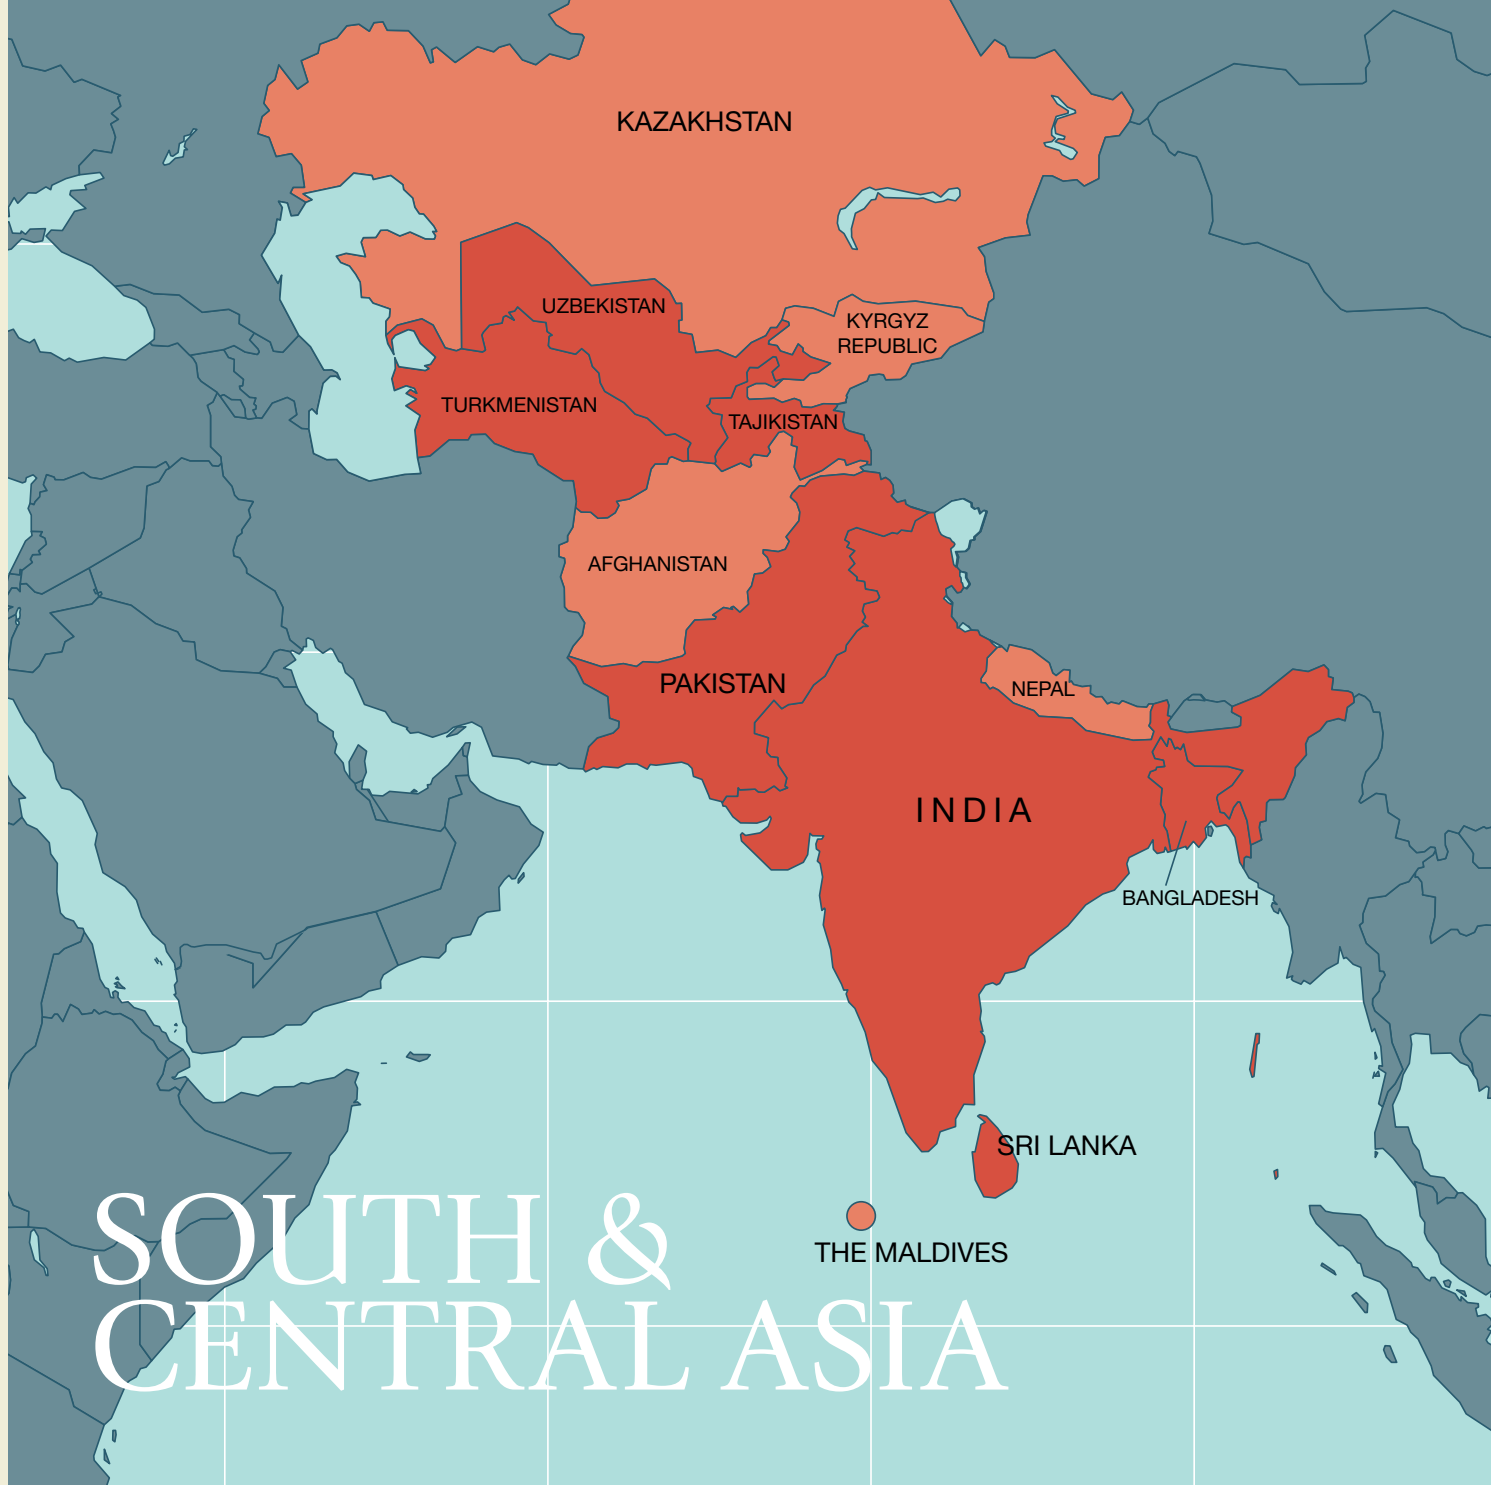 KAZAKHSTAN
UZBEKISTAN
KYRGYZ
REPUBLIC
TURKMENISTAN
TAJIKISTAN
AFGHANISTAN
PAKISTAN
NEPAL
INDIA
BANGLADESH
SRI LANKA
THE MALDIVES
SOUTH &
CENTRAL ASIA